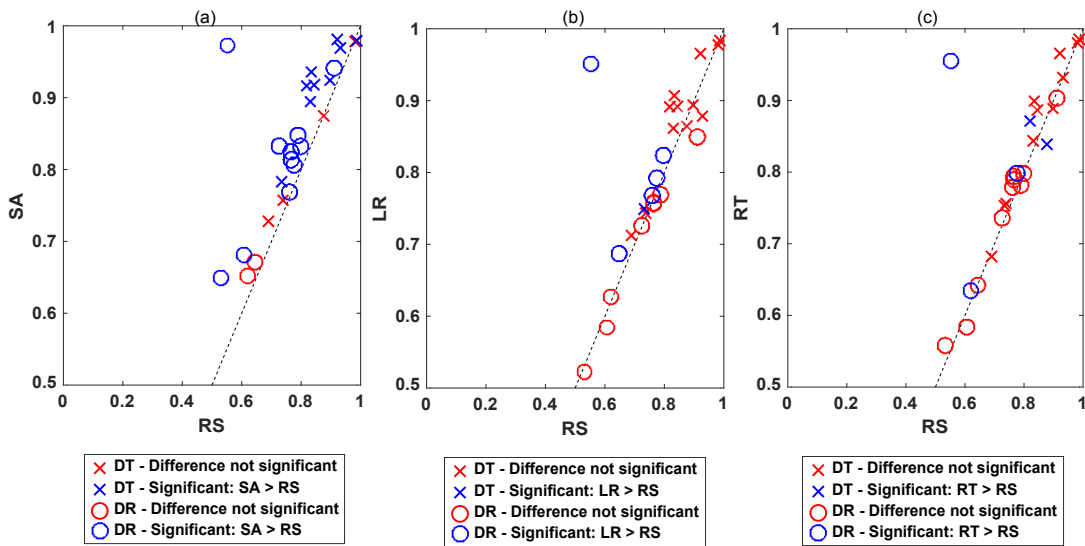 (a)
1
0.9
0.8
0.7
0.6
0.5
SA
0
0.2
0.4
0.6
0.8
1
RS
DT - Difference not significant
DT - Significant: SA > RS
DR - Difference not significant
DR - Significant: SA > RS
(b)
1
0.9
0.8
0.7
0.6
0.5
LR
0
0.2
0.4
0.6
0.8
1
RS
DT - Difference not significant
DT - Significant: LR > RS
DR - Difference not significant
DR - Significant: LR > RS
(c)
1
0.9
0.8
0.7
0.6
0.5
RT
0
0.2
0.4
0.6
0.8
1
RS
DT - Difference not significant
DT - Significant: RT > RS
DR - Difference not significant
DR - Significant: RT > RS